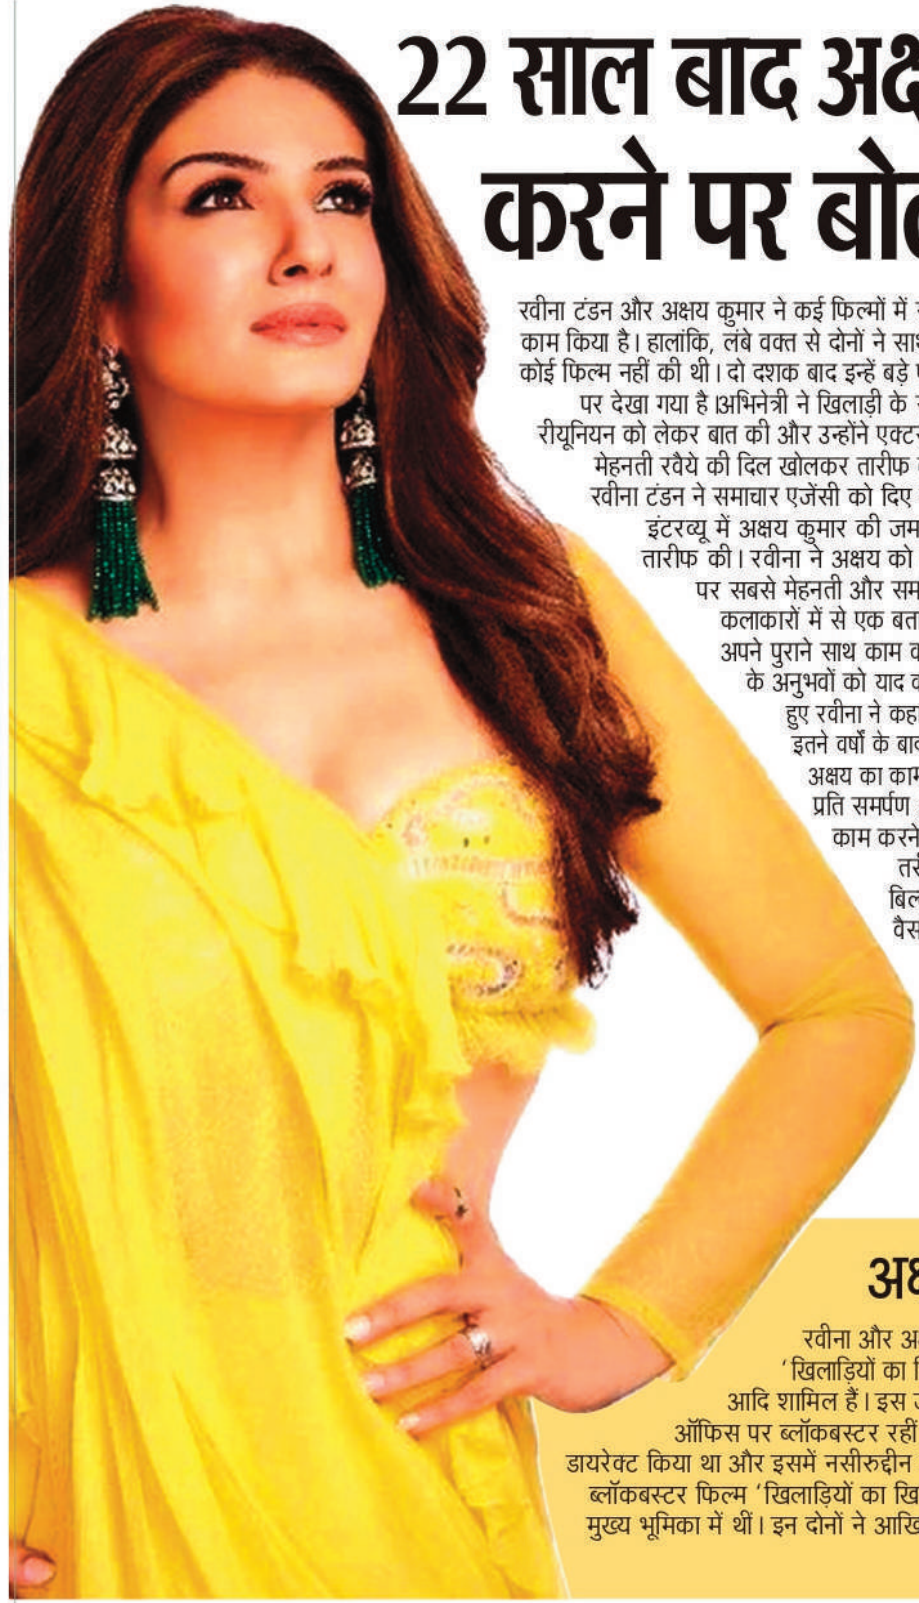 22 साल बाद
करने पर
रवीना टंडन और अक्षय कुमार ने कई फिल्मों में
काम किया है। हालांकि, लंबे वक्त से दोनों ने
कोई फिल्म नहीं की थी। दो दशक बाद इन्हें बड़े
पर देखा गया है।अभिनेत्री ने खिलाड़ी के
रीयूनियन को लेकर बात की और उन्होंने
मेहनती रवैये की दिल खोलकर तारीफ
रवीना टंडन ने समाचार एजेंसी को दिए
इंटरव्यू में अक्षय कुमार की जम
तारीफ की। रवीना ने अक्षय को
पर सबसे मेहनती और सम
कलाकारों में से एक बता
अपने पुराने साथ काम
के अनुभवों को याद
हुए रवीना ने कहा
इतने वर्षों के
अक्षय का काम
प्रति समर्पण
काम करने
रवीना और
'खिलाड़ियों का
आदि शामिल हैं। इस
ऑफिस पर ब्लॉकबस्टर रहीं
डायरेक्ट किया था और इसमें नसीरुद्दीन
ब्लॉकबस्टर फिल्म 'खिलाड़ियों का
मुख्य भूमिका में थीं। इन दोनों ने